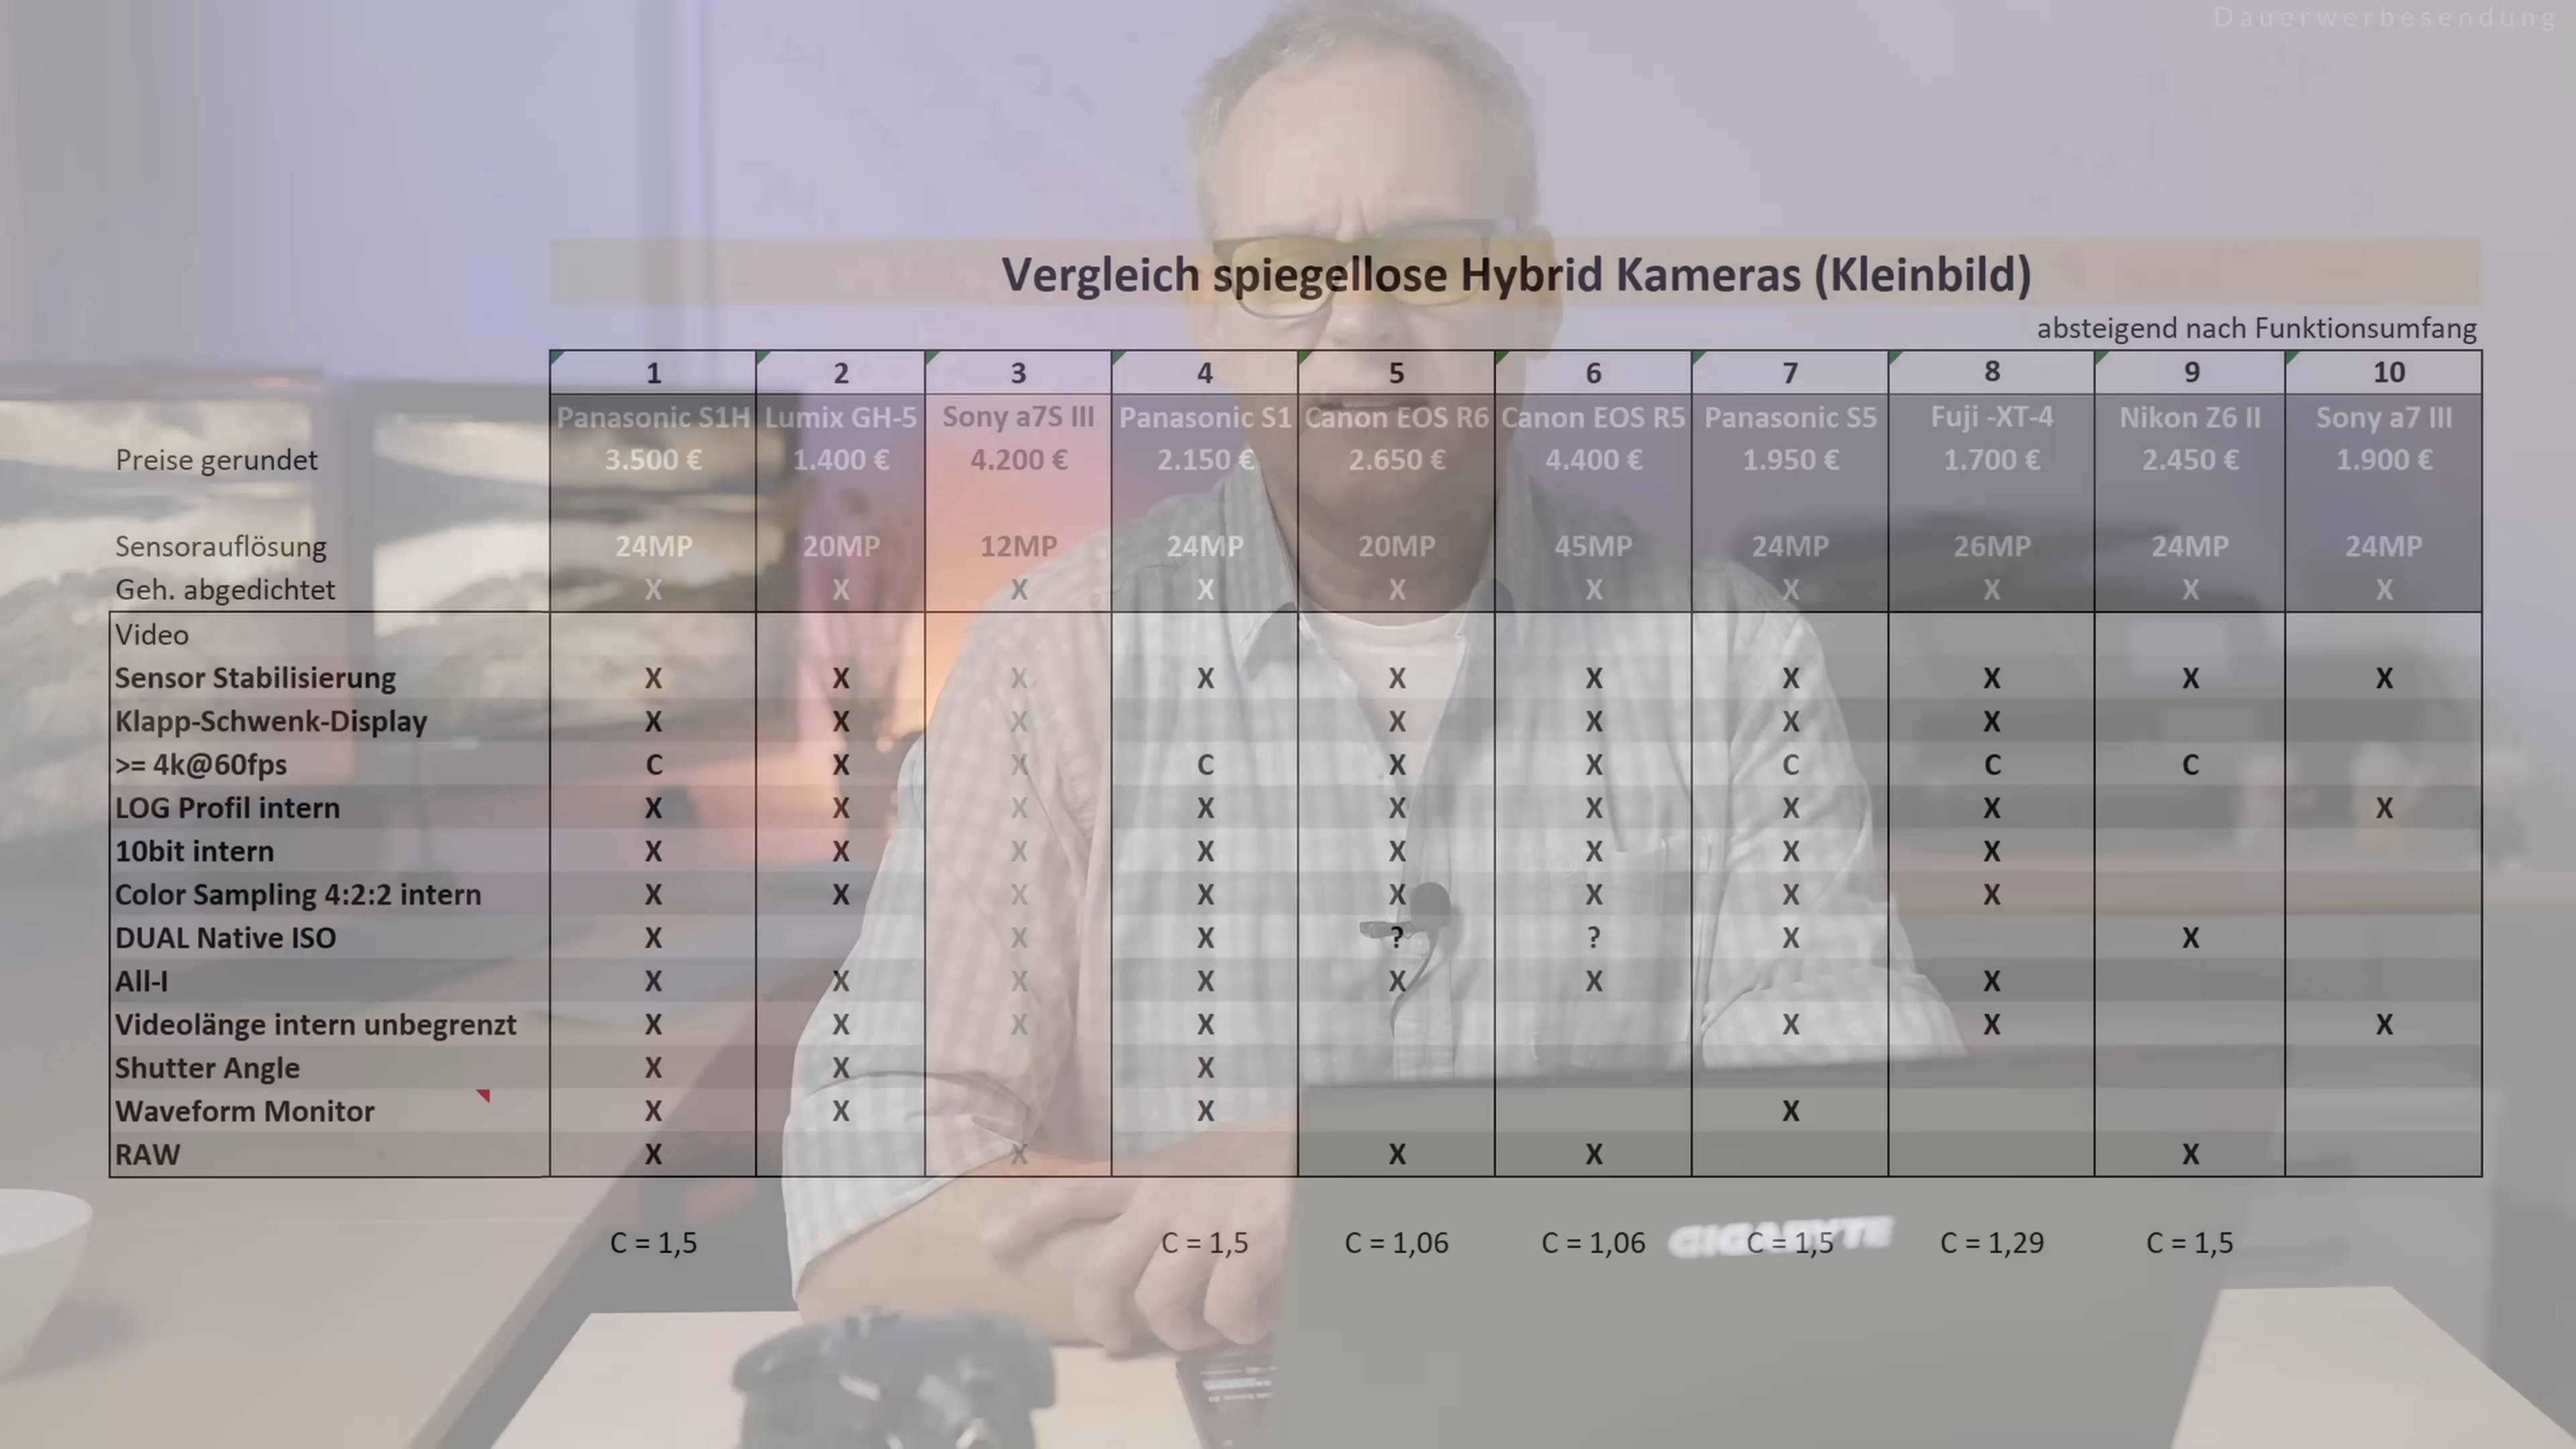 Dauerwerbesendung
Vergleich spiegellose Hybrid Kameras (Kleinbild)
absteigend nach Funktionsumfang
1 2 3 4 5 6 7 8 9 10
Panasonic S1H Lumix GH-5 Sony a7S III Panasonic S1 Canon EOS R6 Canon EOS R5 Panasonic S5 Fuji -XT-4 Nikon Z6 II Sony a7 III
Preise gerundet 3.500 € 1.400 € 4.200 € 2.150 € 2.650 € 4.400 € 1.950 € 1.700 € 2.450 € 1.900 €
Sensorauflösung 24MP 20MP 12MP 24MP 20MP 45MP 24MP 26MP 24MP 24MP
Geh. abgedichtet X X X X X X X X X X
Video
Sensor Stabilisierung X X X X X X X X X X
Klapp-Schwenk-Display X X X X X X X
>= 4k@60fps C X X C X X C C C
LOG Profil intern X X X X X X X X X
10bit intern X X X X X X X X
Color Sampling 4:2:2 intern X X X X X X X X
DUAL Native ISO X X X ? ? X X
All-I X X X X X X X
Videolänge intern unbegrenzt X X X X X X X
Shutter Angle X X X
Waveform Monitor X X X X
RAW X X X X X
C = 1,5 C = 1,5 C = 1,06 C = 1,06 C = 1,5 C = 1,29 C = 1,5
GIGABYTE